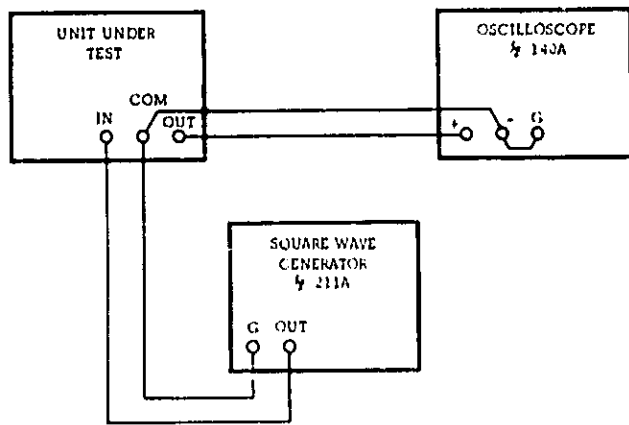 UNIT UNDER
TEST
IN
COM
OUT
OSCILLOSCOPE
140A
+
-
G
SQUARE WAVE
GENERATOR
211A
G
OUT